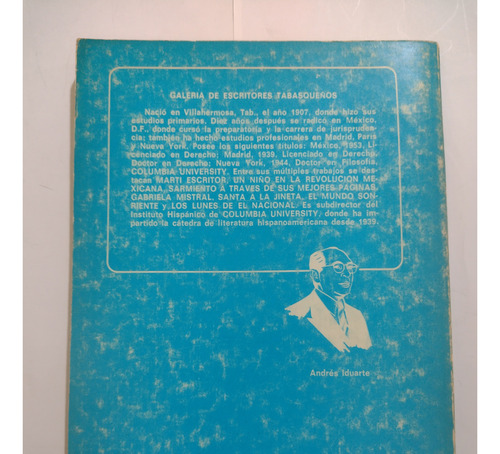 GALERIA DE ESCRITORES TABASQUEÑOS
Nació en Villahermosa, Tab., el año 1907, donde hizo sus
estudios primarios. Diez años después se radicó en México,
D.F., donde cursó la preparatoria y la carrera de jurispruden-
cia; también ha hecho estudios profesionales en Madrid, París
y Nueva York. Posee los siguientes títulos: México, 1953, Li-
cenciado en Derecho; Madrid, 1939, Licenciado en Derecho,
Doctor en Derecho; Nueva York, 1944, Doctor en Filosofía,
COLUMBIA UNIVERSITY. Entre sus múltiples trabajos se des-
tacan MARTI ESCRITOR, UN NIÑO EN LA REVOLUCION ME-
XICANA, SARMIENTO A TRAVES DE SUS MEJORES PAGINAS,
GABRIELA MISTRAL, SANTA A LA JINETA, EL MUNDO SON-
RIENTE y LOS LUNES DE EL NACIONAL. Es subdirector del
Instituto Hispánico de COLUMBIA UNIVERSITY, donde ha im-
partido la cátedra de literatura hispanoamericana desde 1939.
Andrés Iduarte